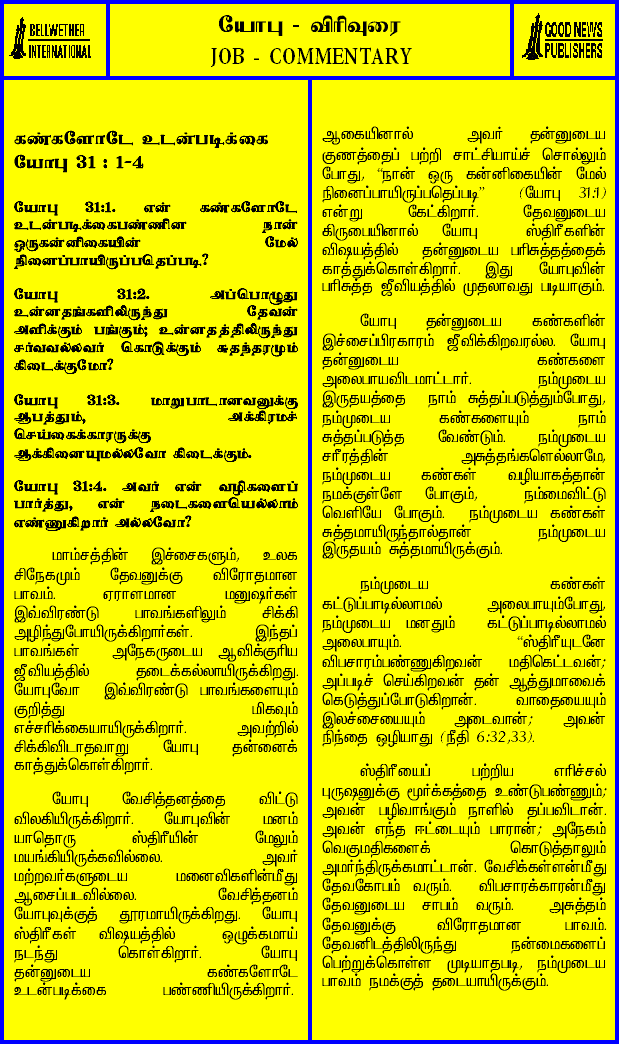 BELLWETHER
INTERNATIONAL
யோபு - விரிவுரை
JOB - COMMENTARY
GOOD NEWS
PUBLISHERS
கண்களோடே உடன்படிக்கை
யோபு 31 : 1-4
யோபு 31:1. என் கண்களோடே
உடன்படிக்கைபண்ணின நான்
ஒருகன்னிகையின் மேல்
நினைப்பாயிருப்பதெப்படி?
யோபு 31:2. அப்பொழுது
உன்னதங்களிலிருந்து தேவன்
அளிக்கும் பங்கும்; உன்னதத்திலிருந்து
சர்வவல்லவர் கொடுக்கும் சுதந்தரமும்
கிடைக்குமோ?
யோபு 31:3. மாறுபாடானவனுக்கு
ஆபத்தும், அக்கிரமச்
செய்கைக்காரருக்கு
ஆக்கினையுமல்லவோ கிடைக்கும்.
யோபு 31:4. அவர் என் வழிகளைப்
பார்த்து, என் நடைகளையெல்லாம்
எண்ணுகிறார் அல்லவோ?
மாம்சத்தின் இச்சைகளும், உலக
சிநேகமும் தேவனுக்கு விரோதமான
பாவம். ஏராளமான மனுஷர்கள்
இவ்விரண்டு பாவங்களிலும் சிக்கி
அழிந்துபோயிருக்கிறார்கள். இந்தப்
பாவங்கள் அநேகருடைய ஆவிக்குரிய
ஜீவியத்தில் தடைக்கல்லாயிருக்கிறது.
யோபுவோ இவ்விரண்டு பாவங்களையும்
குறித்து மிகவும்
எச்சரிக்கையாயிருக்கிறார். அவற்றில்
சிக்கிவிடாதவாறு யோபு தன்னைக்
காத்துக்கொள்கிறார்.
யோபு வேசித்தனத்தை விட்டு
விலகியிருக்கிறார். யோபுவின் மனம்
யாதொரு ஸ்திரீயின் மேலும்
மயங்கியிருக்கவில்லை. அவர்
மற்றவர்களுடைய மனைவிகளின்மீது
ஆசைப்படவில்லை. வேசித்தனம்
யோபுவுக்குத் தூரமாயிருக்கிறது. யோபு
ஸ்திரீகள் விஷயத்தில் ஒழுக்கமாய்
நடந்து கொள்கிறார். யோபு
தன்னுடைய கண்களோடே
உடன்படிக்கை பண்ணியிருக்கிறார்.
ஆகையினால் அவர் தன்னுடைய
குணத்தைப் பற்றி சாட்சியாய்ச் சொல்லும்
போது, "நான் ஒரு கன்னிகையின் மேல்
நினைப்பாயிருப்பதெப்படி" (யோபு 31:1)
என்று கேட்கிறார். தேவனுடைய
கிருபையினால் யோபு ஸ்திரீகளின்
விஷயத்தில் தன்னுடைய பரிசுத்தத்தைக்
காத்துக்கொள்கிறார். இது யோபுவின்
பரிசுத்த ஜீவியத்தில் முதலாவது படியாகும்.
யோபு தன்னுடைய கண்களின்
இச்சைப்பிரகாரம் ஜீவிக்கிறவரல்ல. யோபு
தன்னுடைய கண்களை
அலைபாயவிடமாட்டார். நம்முடைய
இருதயத்தை நாம் சுத்தப்படுத்தும்போது,
நம்முடைய கண்களையும் நாம்
சுத்தப்படுத்த வேண்டும். நம்முடைய
சரீரத்தின் அசுத்தங்களெல்லாமே,
நம்முடைய கண்கள் வழியாகத்தான்
நமக்குள்ளே போகும், நம்மைவிட்டு
வெளியே போகும். நம்முடைய கண்கள்
சுத்தமாயிருந்தால்தான் நம்முடைய
இருதயம் சுத்தமாயிருக்கும்.
நம்முடைய கண்கள்
கட்டுப்பாடில்லாமல் அலைபாயும்போது,
நம்முடைய மனதும் கட்டுப்பாடில்லாமல்
அலைபாயும். "ஸ்திரீயுடனே
விபசாரம்பண்ணுகிறவன் மதிகெட்டவன்;
அப்படிச் செய்கிறவன் தன் ஆத்துமாவைக்
கெடுத்துப்போடுகிறான். வாதையையும்
இலச்சையையும் அடைவான்; அவன்
நிந்தை ஒழியாது (நீதி 6:32,33).
ஸ்திரீயைப் பற்றிய எரிச்சல்
புருஷனுக்கு மூர்க்கத்தை உண்டுபண்ணும்;
அவன் பழிவாங்கும் நாளில் தப்பவிடான்.
அவன் எந்த ஈட்டையும் பாரான்; அநேகம்
வெகுமதிகளைக் கொடுத்தாலும்
அமர்ந்திருக்கமாட்டான். வேசிக்கள்ளன்மீது
தேவகோபம் வரும். விபசாரக்காரன்மீது
தேவனுடைய சாபம் வரும். அசுத்தம்
தேவனுக்கு விரோதமான பாவம்.
தேவனிடத்திலிருந்து நன்மைகளைப்
பெற்றுக்கொள்ள முடியாதபடி, நம்முடைய
பாவம் நமக்குத் தடையாயிருக்கும்.